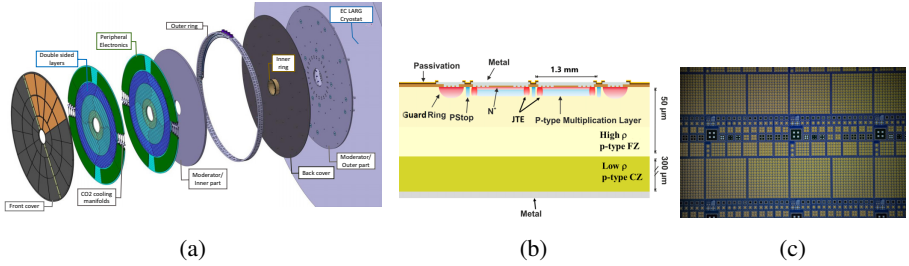 EC LARG
Cryostat
Outer ring
Peripheral
Electronics
Double sided
layers
Inner
ring
Moderator/
Outer part
Back cover
Moderator/
Inner part
CO2 cooling
manifolds
Front cover
(a)
Passivation
Metal
1.3 mm
Guard Ring
PStop
N⁺
JTE
P-type Multiplication Layer
High ρ
p-type FZ
50 μm
Low ρ
p-type CZ
300 μm
Metal
(b)
(c)